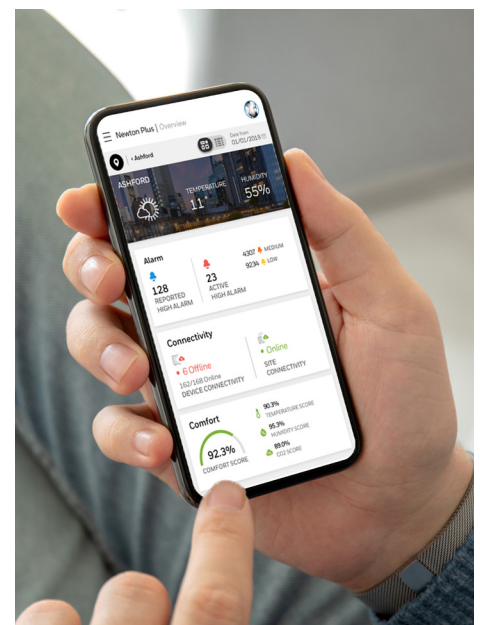 Newton Plus | Overview
‹ Ashford
Date from
01/01/2019
ASHFORD
TEMPERATURE
11°
HUMIDITY
55%
Alarm
128
REPORTED
HIGH ALARM
23
ACTIVE
HIGH ALARM
4307 MEDIUM
9234 LOW
Connectivity
• 6 Offline
162/168 Online
DEVICE CONNECTIVITY
• Online
SITE
CONNECTIVITY
Comfort
92.3%
COMFORT SCORE
90.3%
TEMPERATURE SCORE
95.3%
HUMIDITY SCORE
89.0%
CO2 SCORE